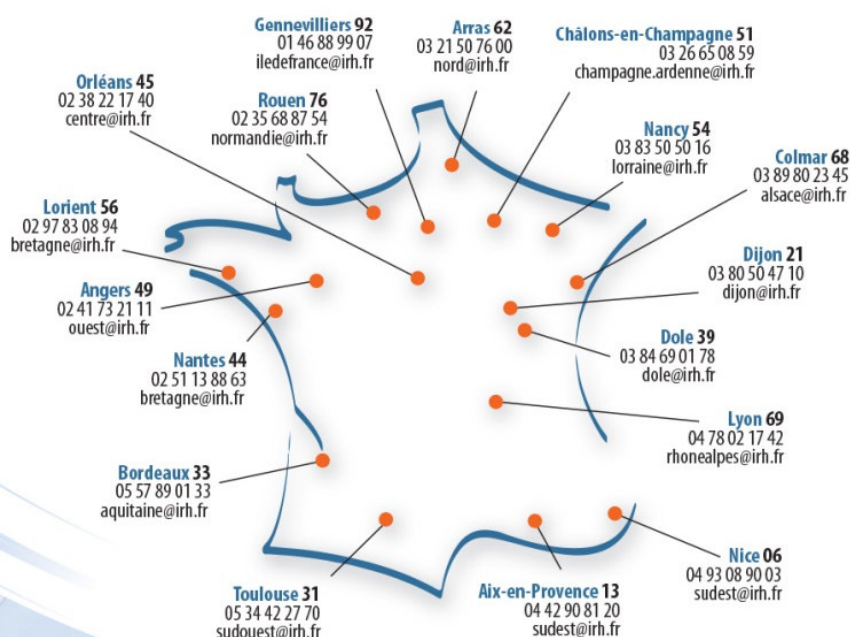 Gennevilliers 92
01 46 88 99 07
iledefrance@irh.fr
Arras 62
03 21 50 76 00
nord@irh.fr
Châlons-en-Champagne 51
03 26 65 08 59
champagne.ardenne@irh.fr
Orléans 45
02 38 22 17 40
centre@irh.fr
Rouen 76
02 35 68 87 54
normandie@irh.fr
Nancy 54
03 83 50 50 16
lorraine@irh.fr
Colmar 68
03 89 80 23 45
alsace@irh.fr
Lorient 56
02 97 83 08 94
bretagne@irh.fr
Dijon 21
03 80 50 47 10
dijon@irh.fr
Angers 49
02 41 73 21 11
ouest@irh.fr
Dole 39
03 84 69 01 78
dole@irh.fr
Nantes 44
02 51 13 88 63
bretagne@irh.fr
Lyon 69
04 78 02 17 42
rhonealpes@irh.fr
Bordeaux 33
05 57 89 01 33
aquitaine@irh.fr
Nice 06
04 93 08 90 03
sudest@irh.fr
Toulouse 31
05 34 42 27 70
sudouest@irh.fr
Aix-en-Provence 13
04 42 90 81 20
sudest@irh.fr